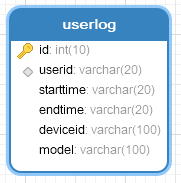 userlog
id: int(10)
userid: varchar(20)
starttime: varchar(20)
endtime: varchar(20)
deviceid: varchar(100)
model: varchar(100)